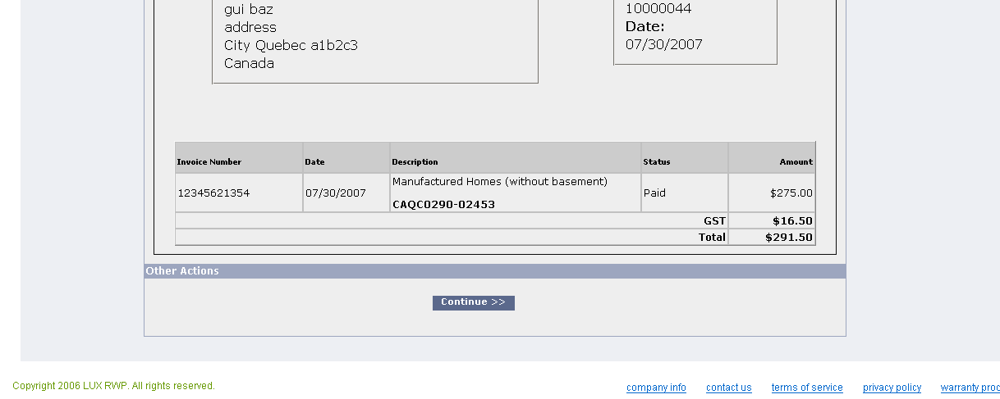 gui baz
address
City Quebec a1b2c3
Canada
10000044
Date:
07/30/2007
Invoice Number Date Description Status Amount
12345621354 07/30/2007 Manufactured Homes (without basement) Paid $275.00
CAQC0290-02453
GST $16.50
Total $291.50
Other Actions
Continue >>
Copyright 2006 LUX RWP. All rights reserved.
company info contact us terms of service privacy policy warranty proc